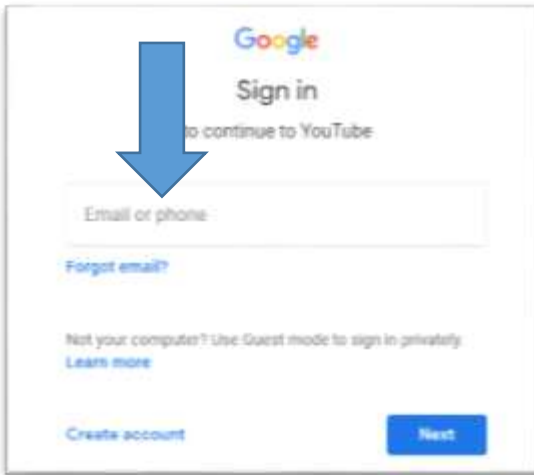 Google
Sign in
to continue to YouTube
Email or phone
Forgot email?
Not your computer? Use Guest mode to sign in privately.
Learn more
Create account
Next